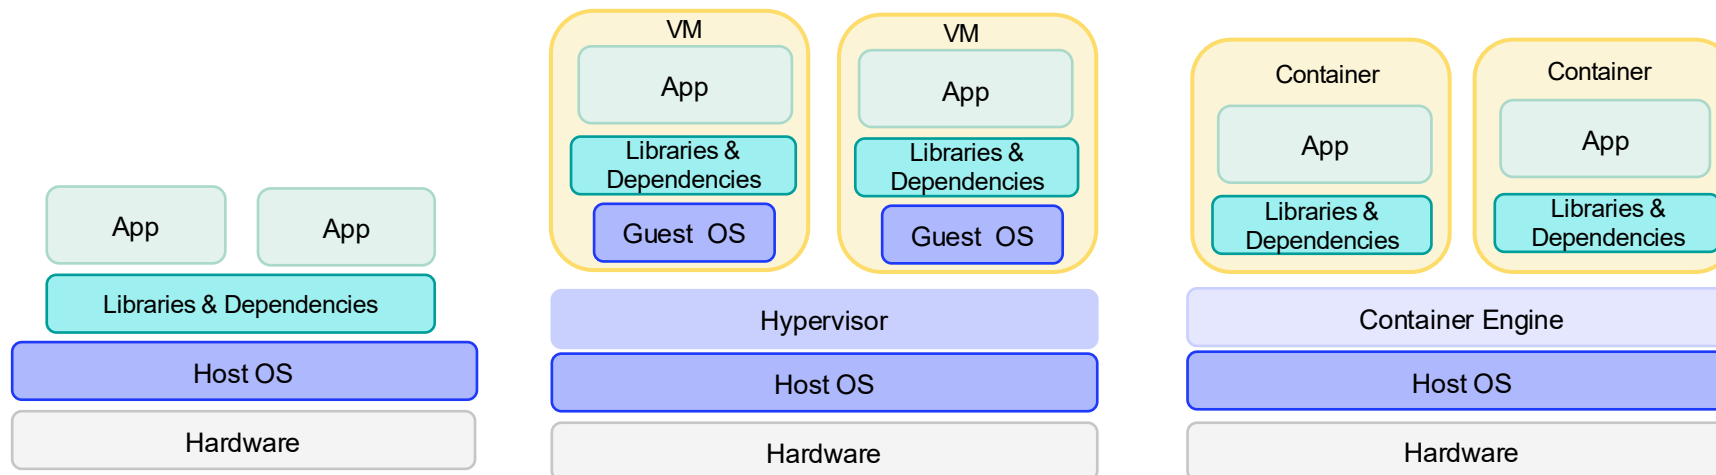 App
App
Libraries & Dependencies
Host OS
Hardware
VM
App
Libraries &
Dependencies
Guest OS
VM
App
Libraries &
Dependencies
Guest OS
Hypervisor
Host OS
Hardware
Container
App
Libraries &
Dependencies
Container
App
Libraries &
Dependencies
Container Engine
Host OS
Hardware